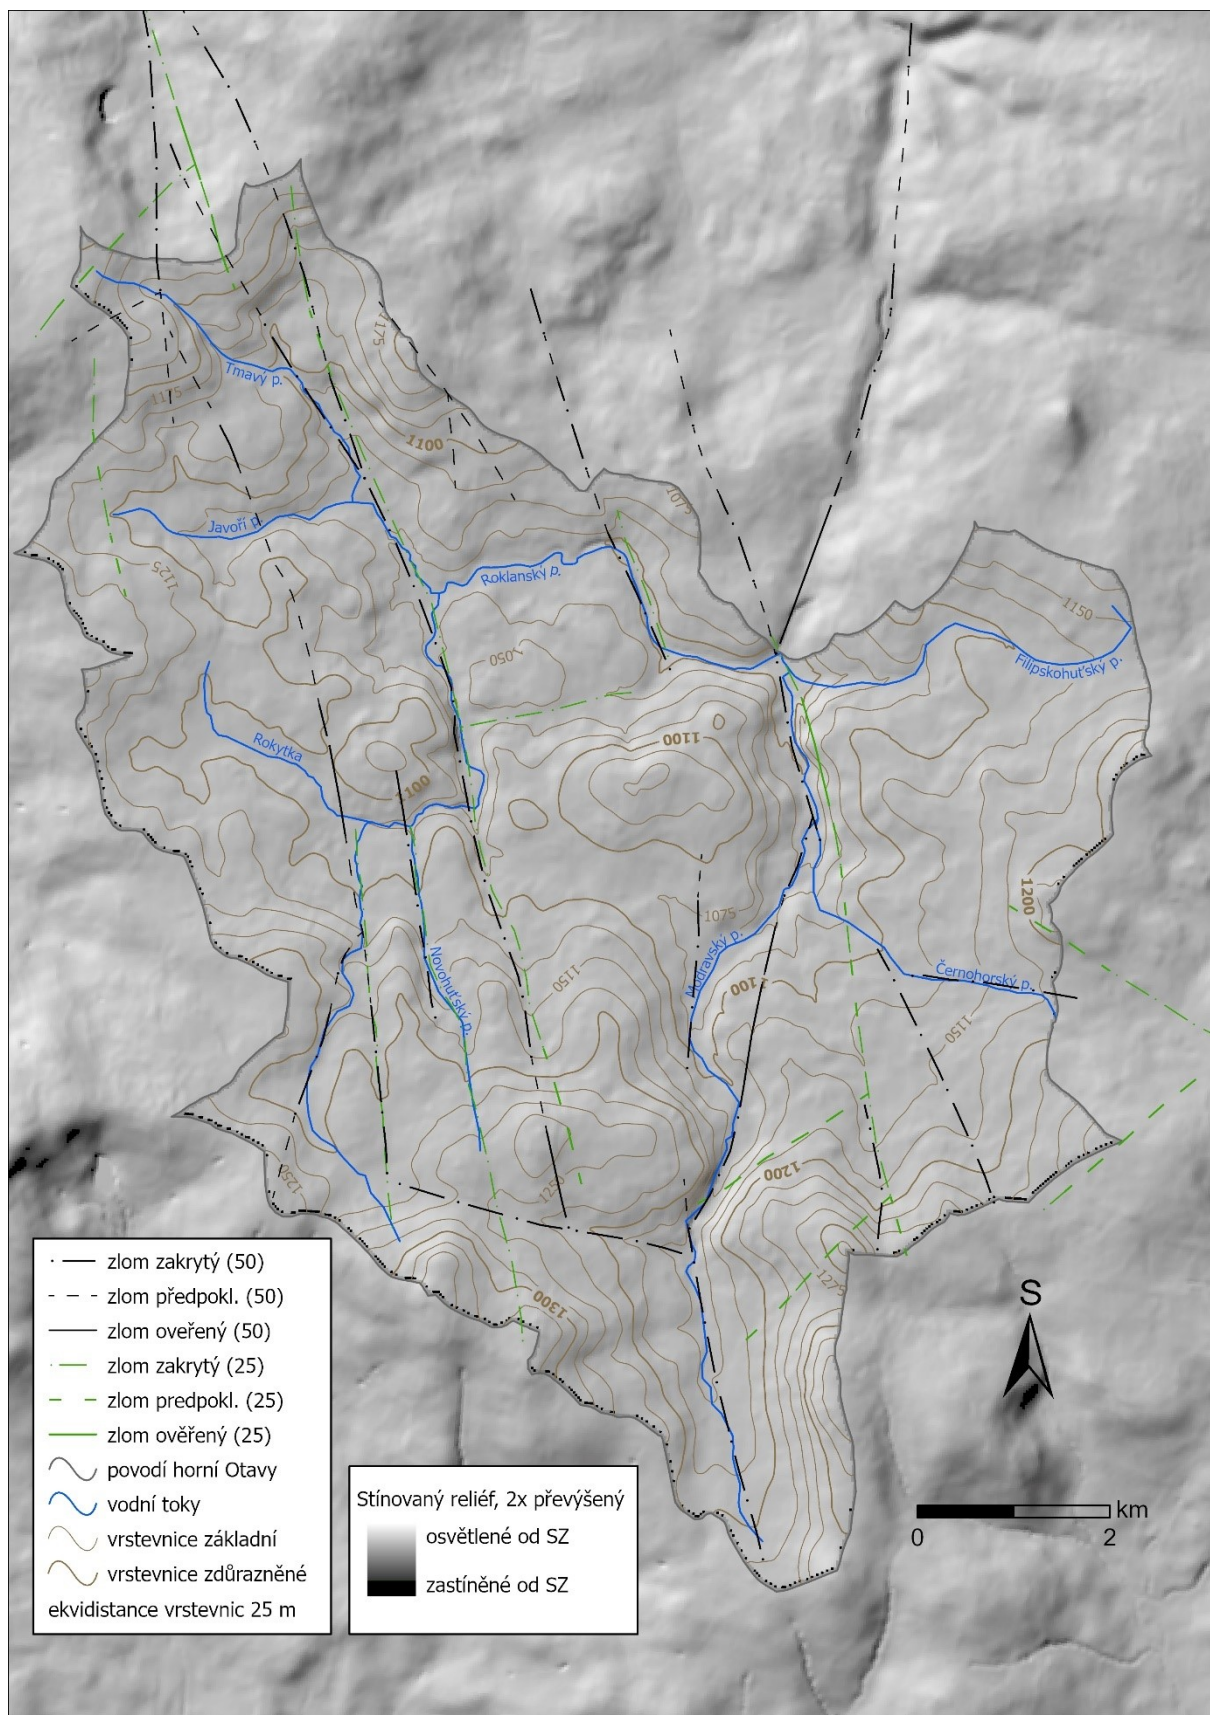 1175
Tmavý p.
1175
1100
1075
Javoří p.
Roklanský p.
1125
1150
Filipskohuťský p.
050
1100
Rokytka
1100
1200
1075
Novohuťský p.
Modravský p.
1150
1100
Černohorský p.
1150
1250
1250
1200
1275
1300
S
zlom zakrytý (50)
zlom předpokl. (50)
zlom oveřený (50)
zlom zakrytý (25)
zlom predpokl. (25)
zlom ověřený (25)
povodí horní Otavy
vodní toky
vrstevnice základní
vrstevnice zdůrazněné
ekvidistance vrstevnic 25 m
Stínovaný reliéf, 2x převýšený
osvětlené od SZ
zastíněné od SZ
km
0 2